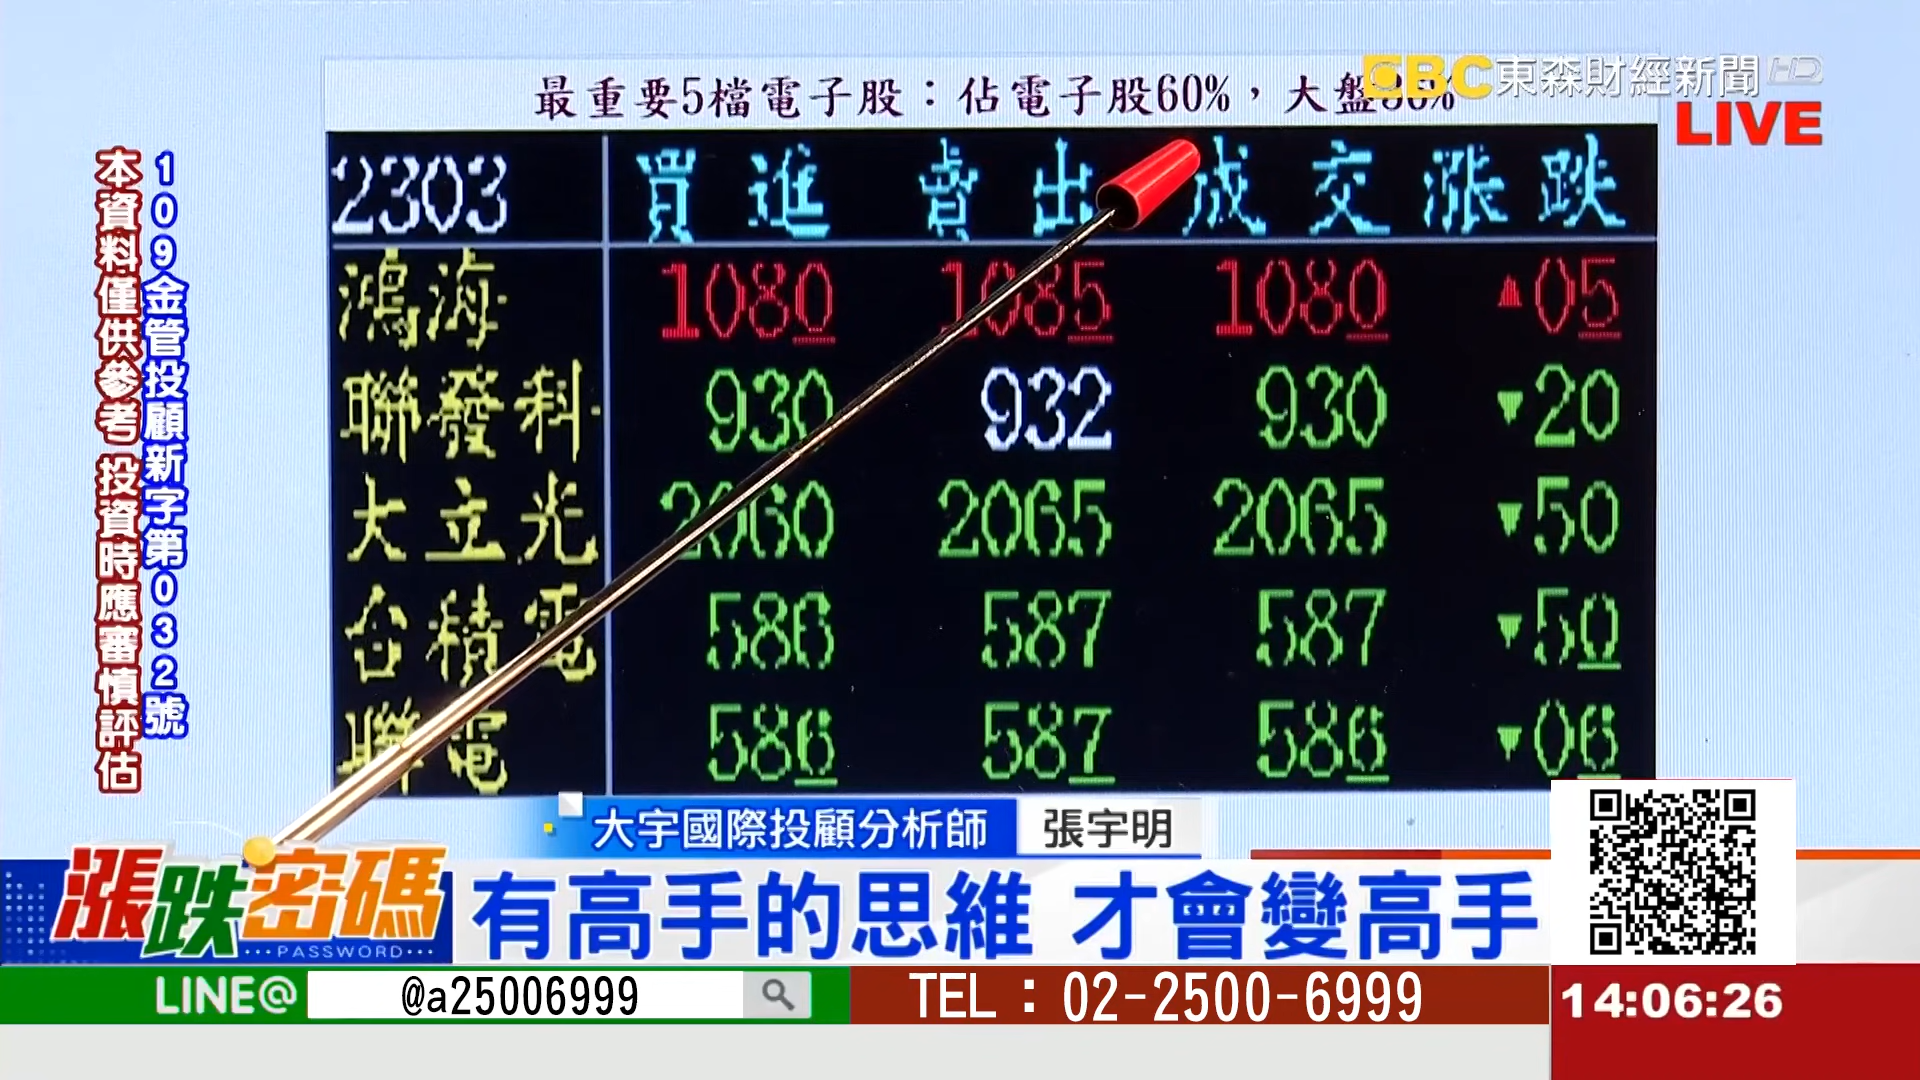 最重要5檔電子股：佔電子股60%，大盤
EBC東森財經新聞HD
LIVE
本資料僅供參考 投資時應審慎評估
109金管投顧新字第032號
2303 買進 賣出 成交 漲跌
鴻海 1080 1085 1080 ▲05
聯發科 930 932 930 ▼20
大立光 2060 2065 2065 ▼50
台積電 586 587 587 ▼50
聯電 586 587 586 ▼06
大宇國際投顧分析師 張宇明
漲跌密碼
PASSWORD
有高手的思維 才會變高手
LINE@ @a25006999 TEL：02-2500-6999
14:06:26